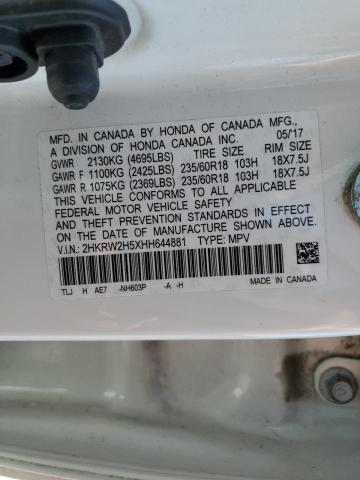 MFD. IN CANADA BY HONDA OF CANADA MFG.,
A DIVISION OF HONDA CANADA INC. 05/17
GVWR 2130KG (4695LBS) TIRE SIZE RIM SIZE
GAWR F 1100KG (2425LBS) 235/60R18 103H 18X7.5J
GAWR R 1075KG (2369LBS) 235/60R18 103H 18X7.5J
THIS VEHICLE CONFORMS TO ALL APPLICABLE
FEDERAL MOTOR VEHICLE SAFETY, BUMPER,
AND THEFT PREVENTION STANDARDS IN EFFECT
ON THE DATE OF MANUFACTURE SHOWN ABOVE.
V.I.N.: 2HKRW2H5XHH644881 TYPE: MPV
TLJ H AE7 -NH603P -A -H MADE IN CANADA